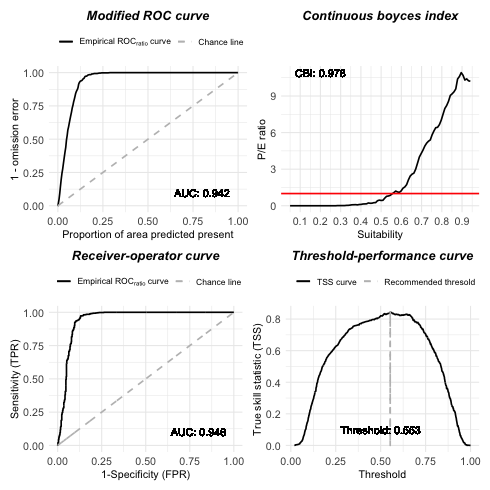 Modified ROC curve
Empirical ROCratio curve Chance line
1 - omission error
1.00
0.75
0.50
0.25
0.00
0.00 0.25 0.50 0.75 1.00
AUC: 0.942
Proportion of area predicted present
Continuous boyces index
CBI: 0.978
P/E ratio
9
6
3
0
0.1 0.2 0.3 0.4 0.5 0.6 0.7 0.8 0.9
Suitability
Receiver-operator curve
Empirical ROCratio curve Chance line
Sensitivity (TPR)
1.00
0.75
0.50
0.25
0.00
AUC: 0.946
0.00 0.25 0.50 0.75 1.00
1-Specificity (FPR)
Threshold-performance curve
TSS curve Recommended thresold
True skill statistic (TSS)
0.8
0.6
0.4
0.2
0.0
Threshold: 0.553
0.00 0.25 0.50 0.75 1.00
Threshold